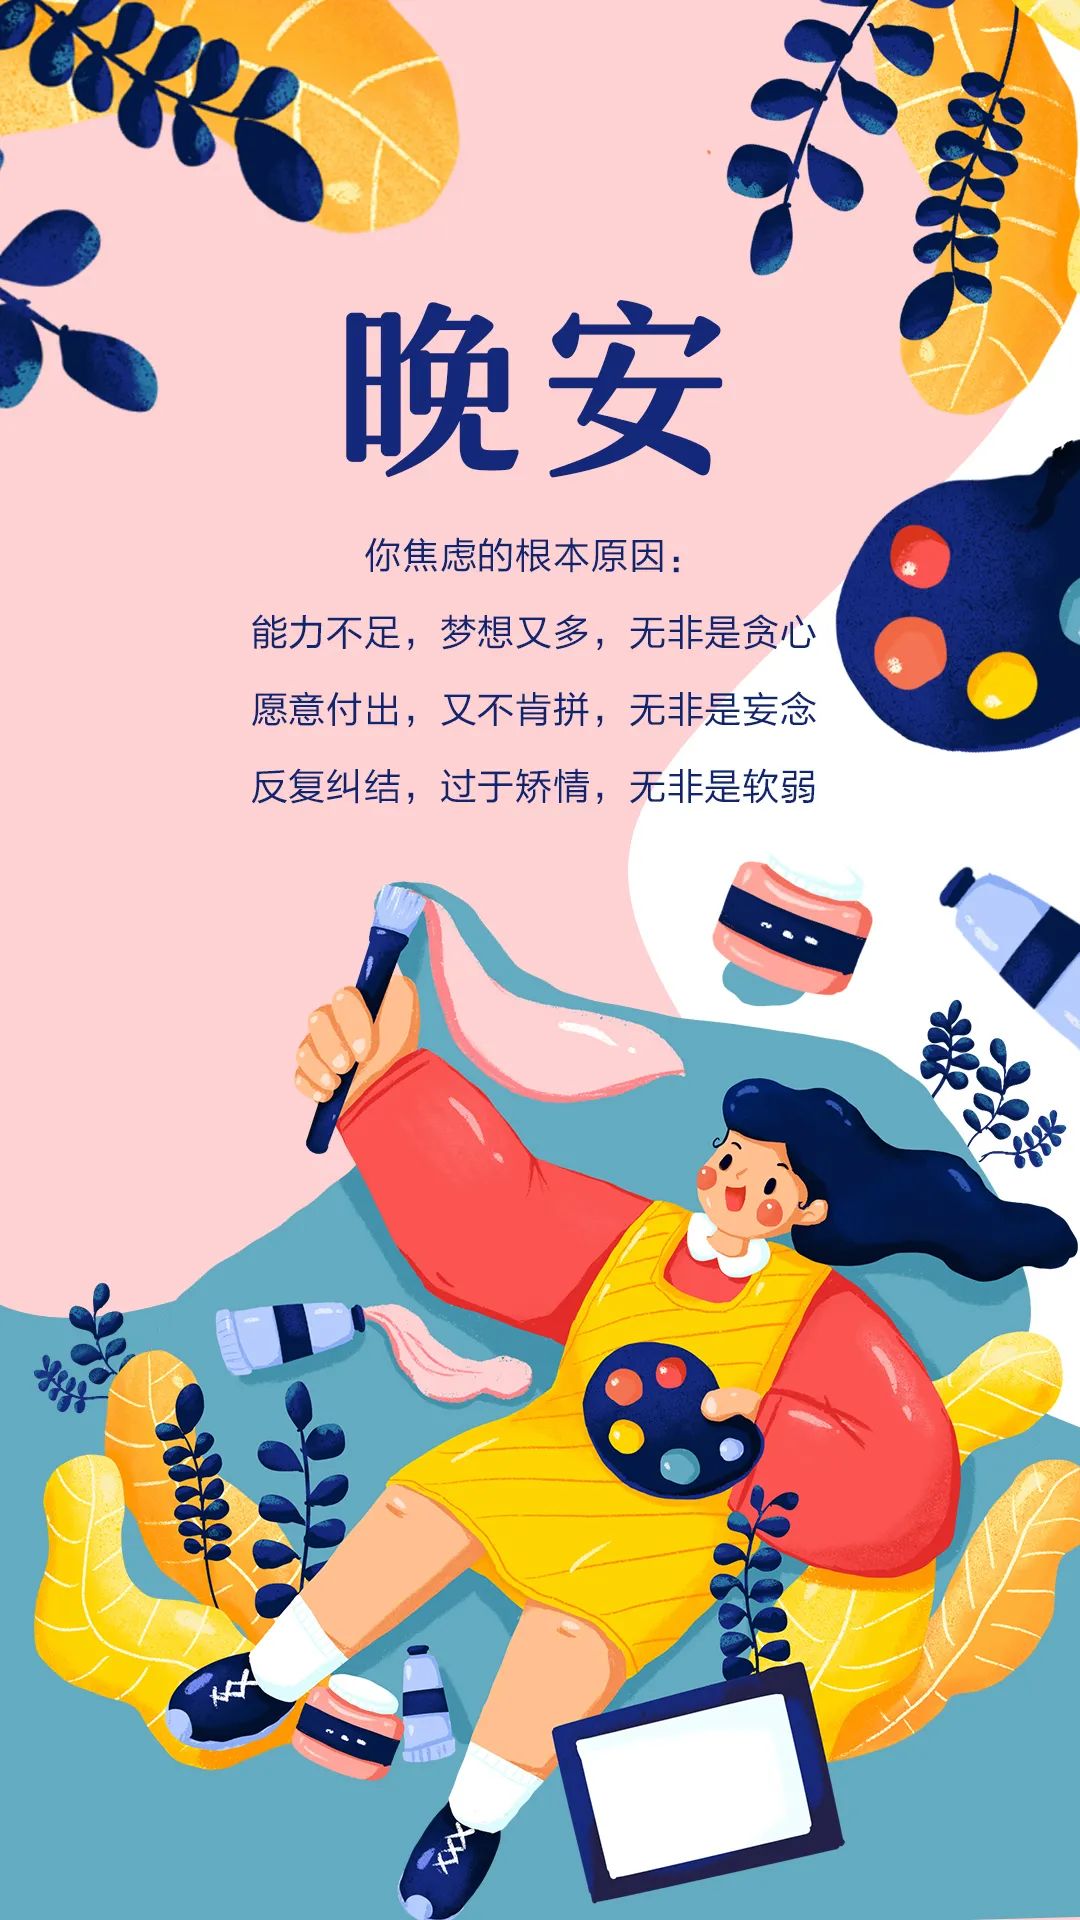 晚安
你焦虑的根本原因：
能力不足，梦想又多，无非是贪心
愿意付出，又不肯拼，无非是妄念
反复纠结，过于矫情，无非是软弱